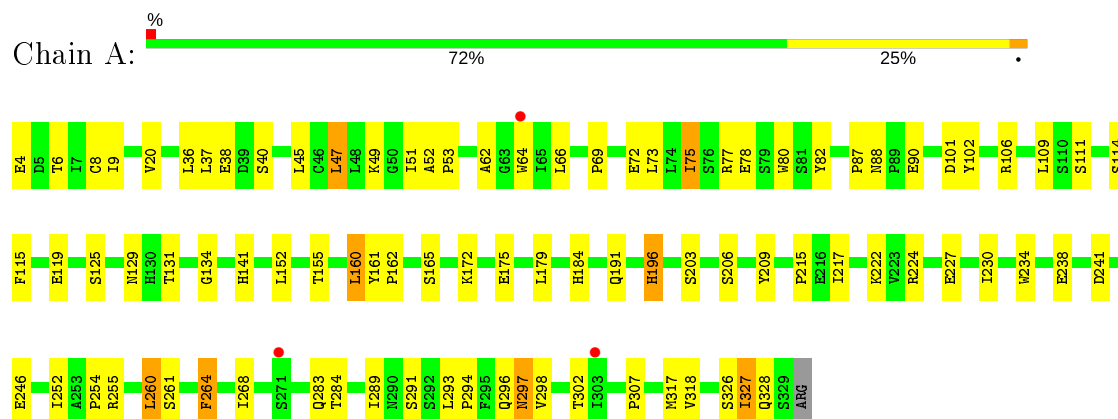 %
Chain A:
72% 25% •
E4 D5 T6 I7 C8 I9 V20 L36 L37 E38 D39 S40 L45 C46 L47 L48 K49 G50 I51 A52 P53 A62 G63 W64 I65 L66 P69 E72 L73 L74 I75 S76 R77 E78 S79 W80 S81 Y82 P87 N88 P89 E90 D101 Y102 R106 L109 S110 S111 S114
F115 E119 S125 N129 H130 T131 G134 H141 L152 T155 L160 Y161 P162 S165 K172 E175 L179 H184 Q191 H196 S203 S206 Y209 P215 E216 I217 K222 V223 R224 E227 I230 W234 E238 D241
E246 I252 A253 P254 R255 L260 S261 F264 I268 S271 Q283 T284 I289 N290 S291 S292 L293 P294 F295 Q296 N297 V298 T302 I303 P307 M317 V318 S326 I327 Q328 S329 ARG